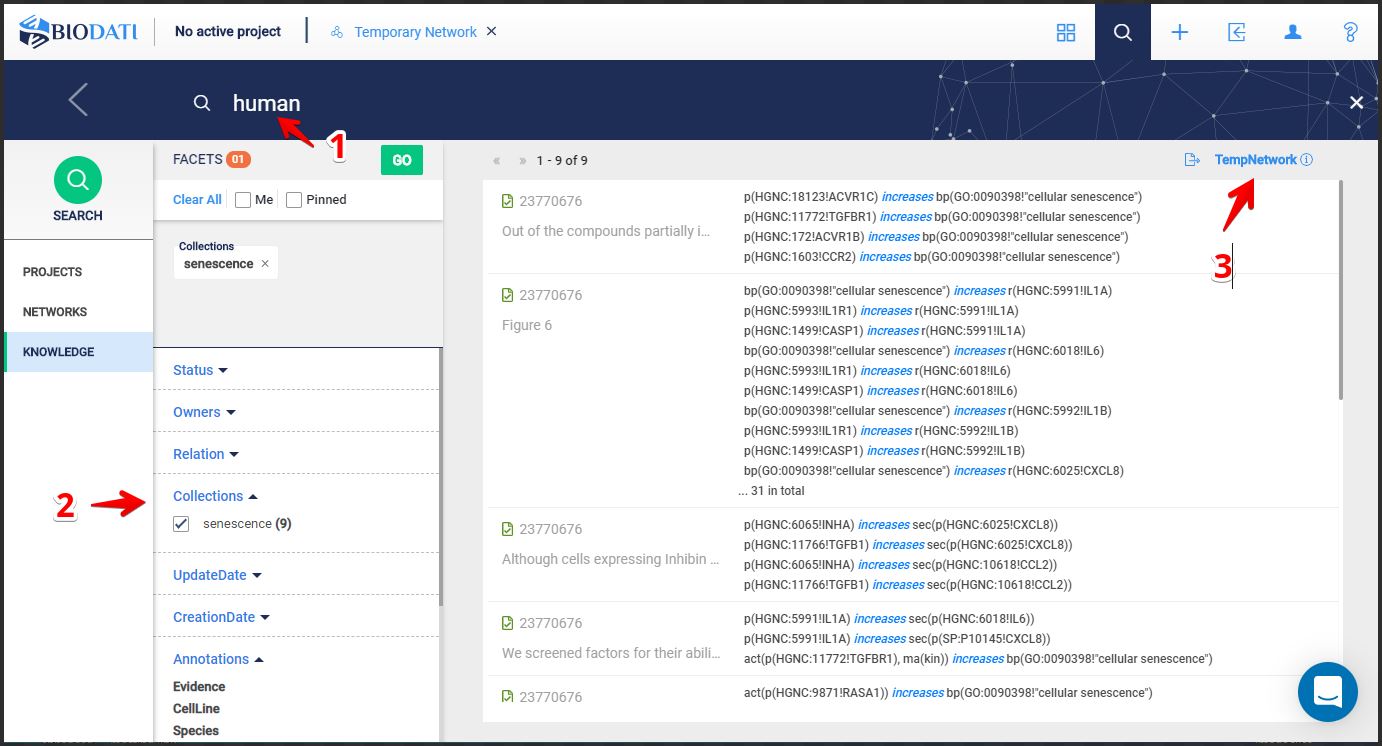 BIODATI
No active project
Temporary Network ×
human
1
SEARCH
PROJECTS
NETWORKS
KNOWLEDGE
FACETS 01
GO
Clear All Me Pinned
Collections
senescence ×
Status
Owners
Relation
2
Collections
senescence (9)
UpdateDate
CreationDate
Annotations
Evidence
CellLine
Species
« » 1 - 9 of 9
TempNetwork
3
23770676
Out of the compounds partially i...
p(HGNC:18123!ACVR1C) increases bp(GO:0090398!"cellular senescence")
p(HGNC:11772!TGFBR1) increases bp(GO:0090398!"cellular senescence")
p(HGNC:172!ACVR1B) increases bp(GO:0090398!"cellular senescence")
p(HGNC:1603!CCR2) increases bp(GO:0090398!"cellular senescence")
23770676
Figure 6
bp(GO:0090398!"cellular senescence") increases r(HGNC:5991!IL1A)
p(HGNC:5993!IL1R1) increases r(HGNC:5991!IL1A)
p(HGNC:1499!CASP1) increases r(HGNC:5991!IL1A)
bp(GO:0090398!"cellular senescence") increases r(HGNC:6018!IL6)
p(HGNC:5993!IL1R1) increases r(HGNC:6018!IL6)
p(HGNC:1499!CASP1) increases r(HGNC:6018!IL6)
bp(GO:0090398!"cellular senescence") increases r(HGNC:5992!IL1B)
p(HGNC:5993!IL1R1) increases r(HGNC:5992!IL1B)
p(HGNC:1499!CASP1) increases r(HGNC:5992!IL1B)
bp(GO:0090398!"cellular senescence") increases r(HGNC:6025!CXCL8)
... 31 in total
23770676
Although cells expressing Inhibin ...
p(HGNC:6065!INHA) increases sec(p(HGNC:6025!CXCL8))
p(HGNC:11766!TGFB1) increases sec(p(HGNC:6025!CXCL8))
p(HGNC:6065!INHA) increases sec(p(HGNC:10618!CCL2))
p(HGNC:11766!TGFB1) increases sec(p(HGNC:10618!CCL2))
23770676
We screened factors for their abili...
p(HGNC:5991!IL1A) increases sec(p(HGNC:6018!IL6))
p(HGNC:5991!IL1A) increases sec(p(SP:P10145!CXCL8))
act(p(HGNC:11772!TGFBR1), ma(kin)) increases bp(GO:0090398!"cellular senescence")
23770676
act(p(HGNC:9871!RASA1)) increases bp(GO:0090398!"cellular senescence")